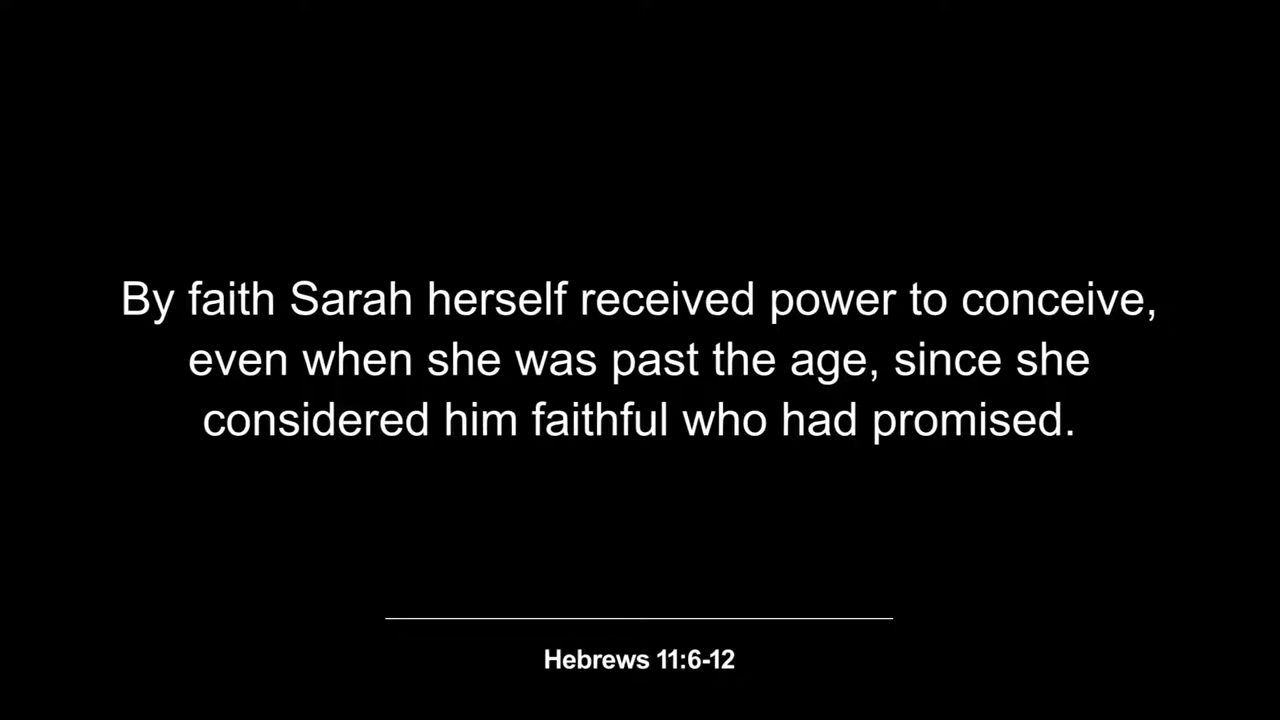 By faith Sarah herself received power to conceive,
even when she was past the age, since she
considered him faithful who had promised.
Hebrews 11:6-12